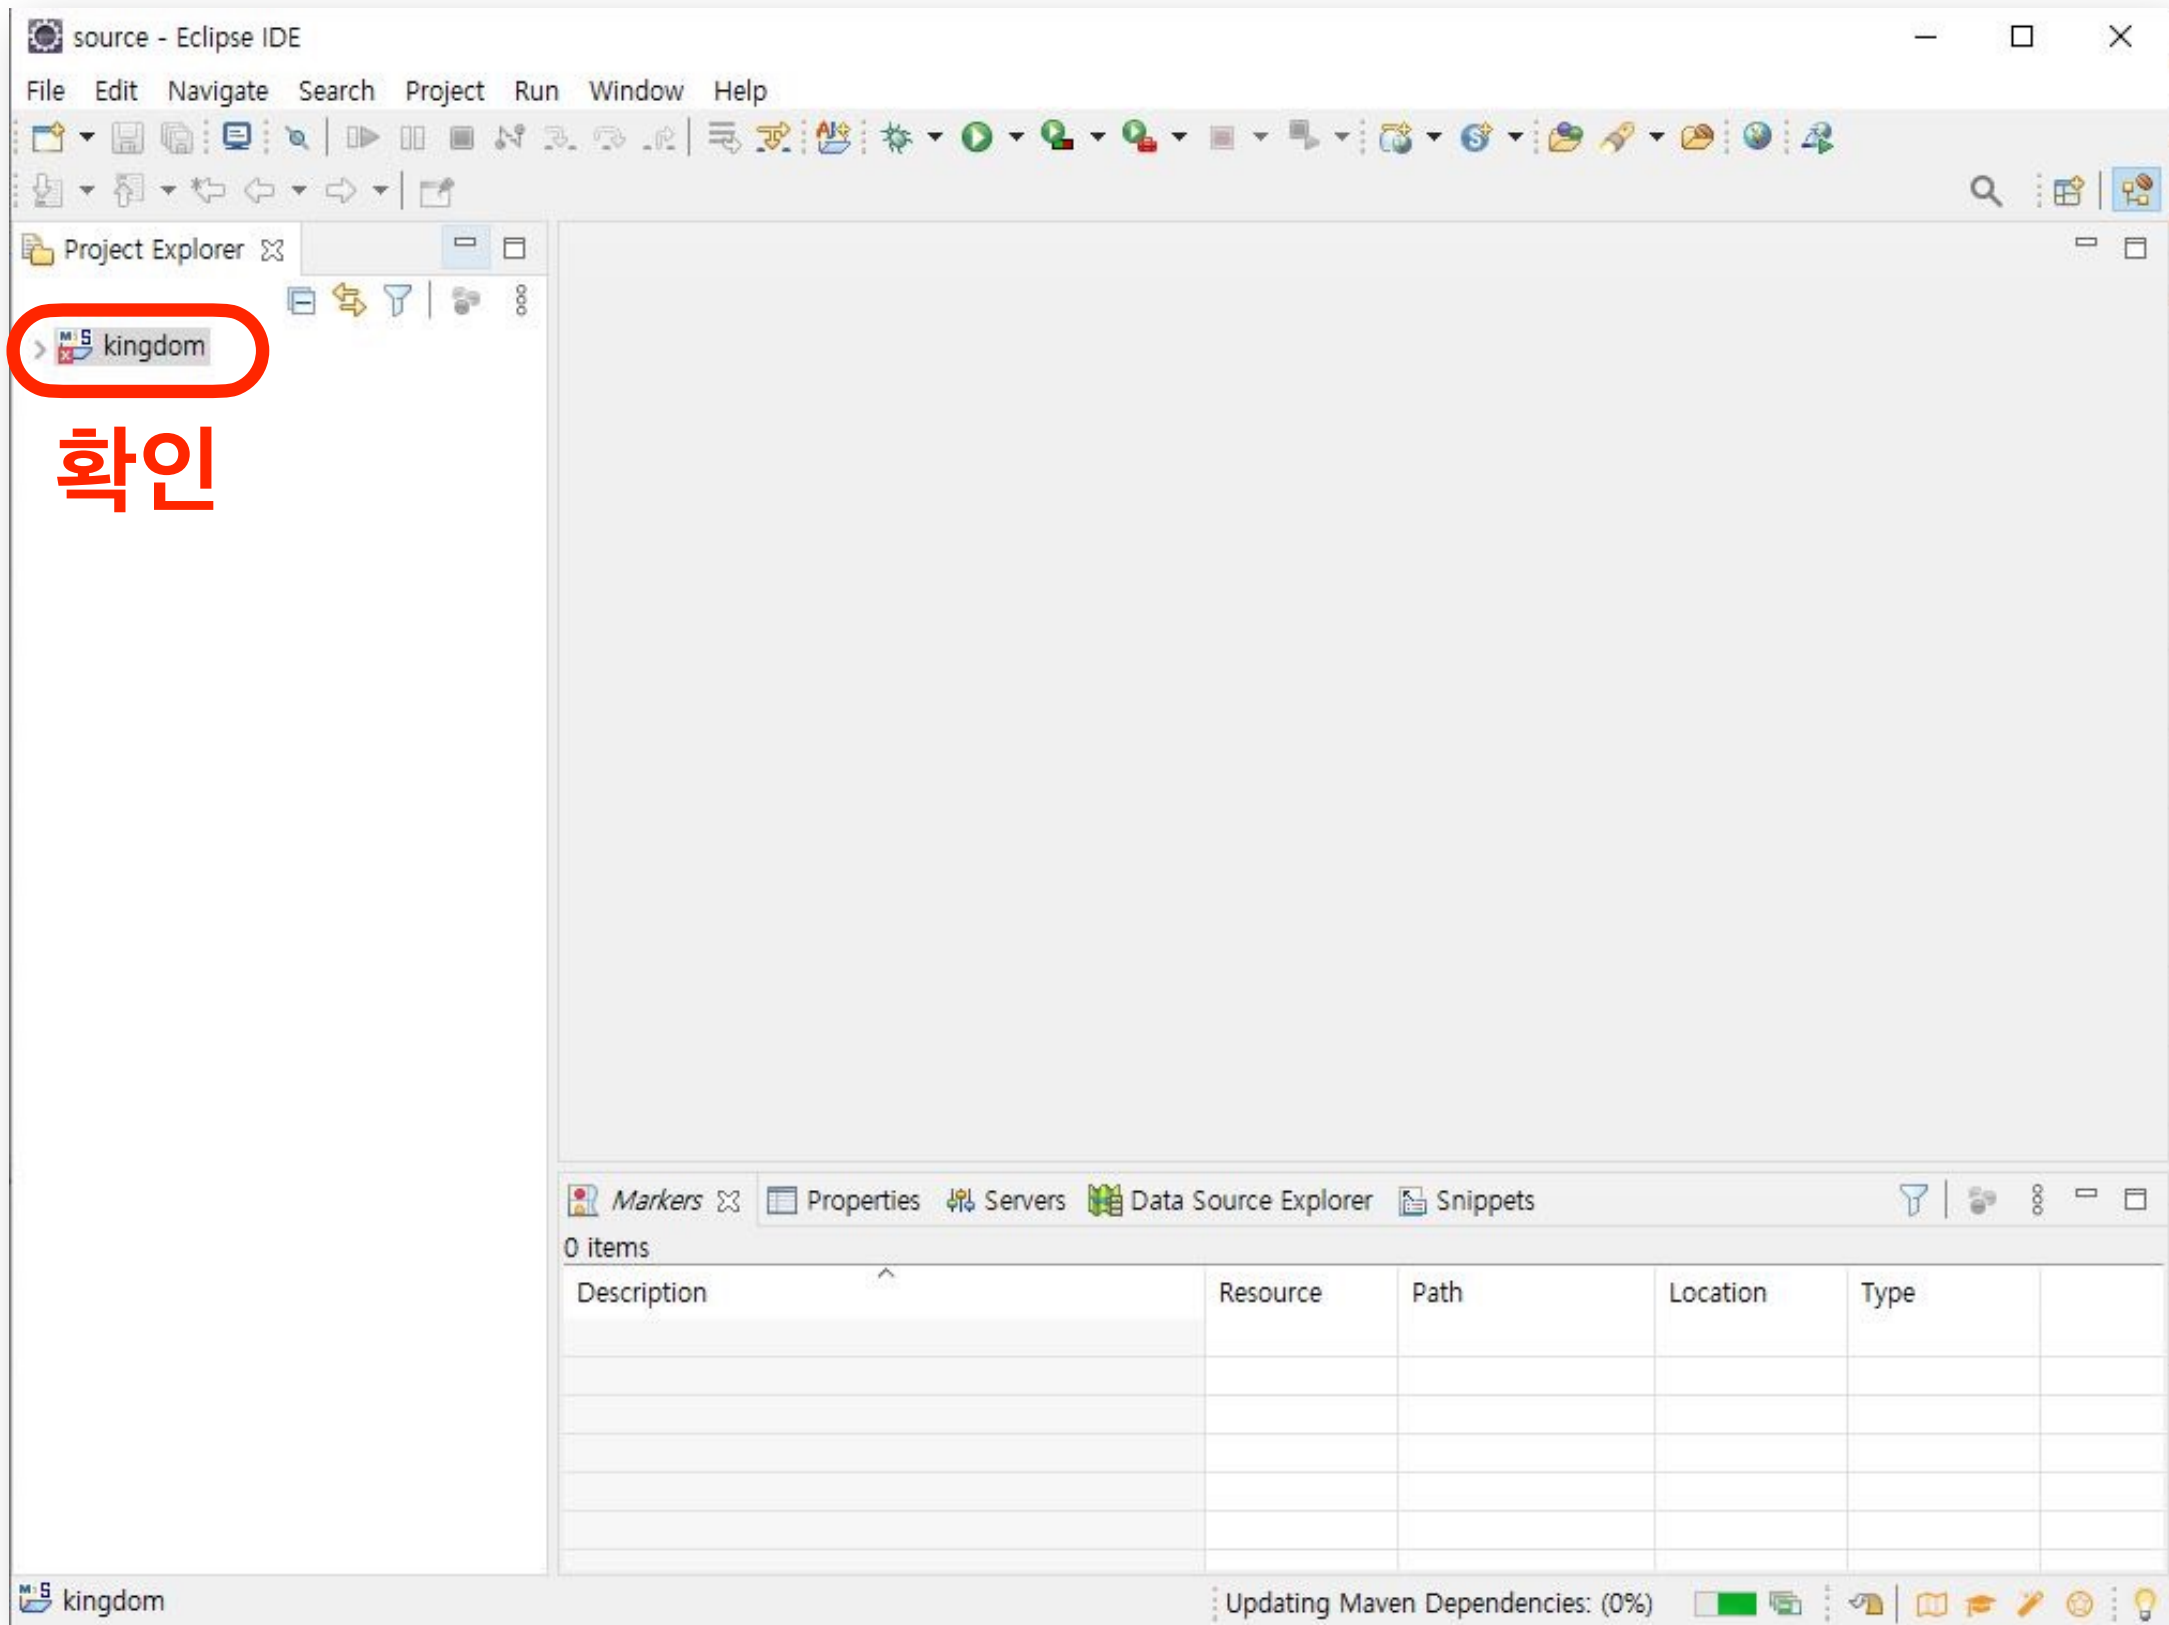 source - Eclipse IDE
File Edit Navigate Search Project Run Window Help
Project Explorer
kingdom
확인
Markers Properties Servers Data Source Explorer Snippets
0 items
Description Resource Path Location Type
kingdom Updating Maven Dependencies: (0%)